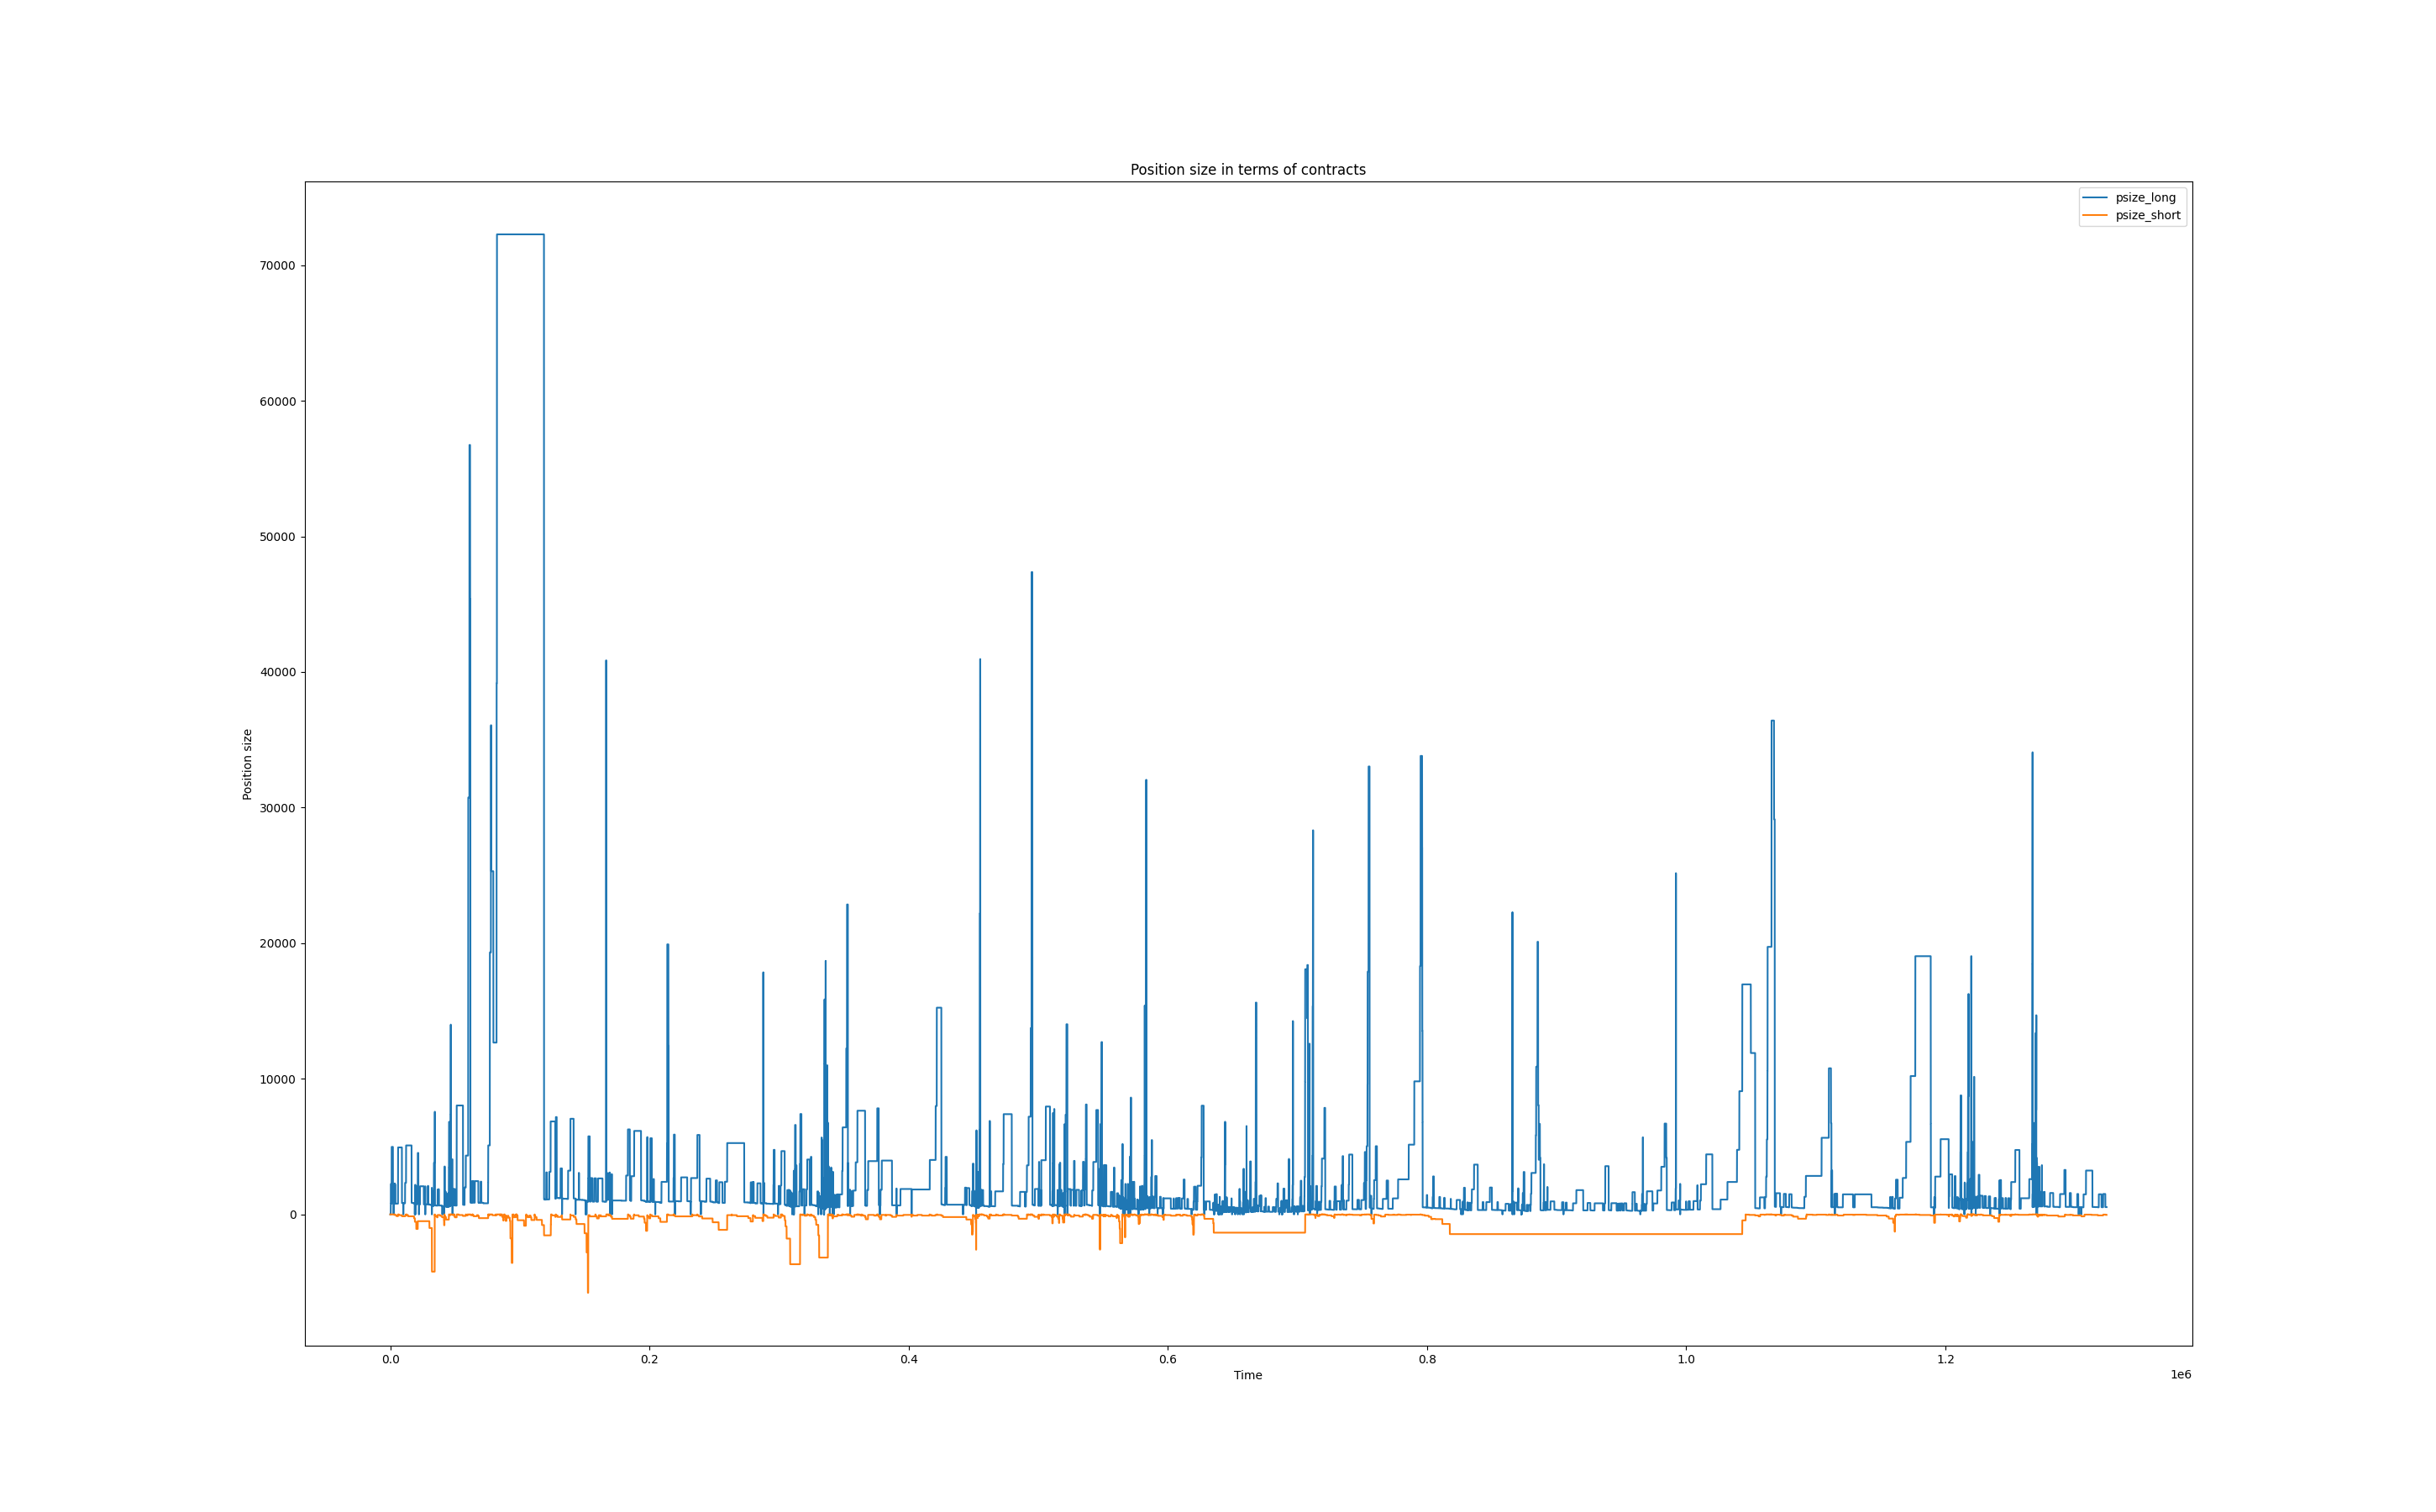 Position size in terms of contracts
psize_long
psize_short
70000
60000
50000
40000
30000
20000
10000
0
Position size
0.0 0.2 0.4 0.6 0.8 1.0 1.2
Time
1e6